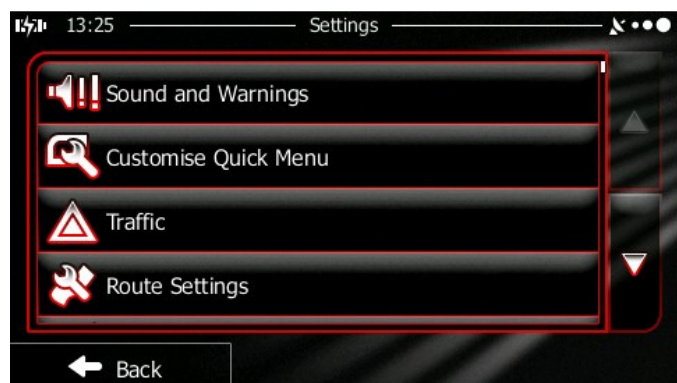 13:25
Settings
Sound and Warnings
Customise Quick Menu
Traffic
Route Settings
Back